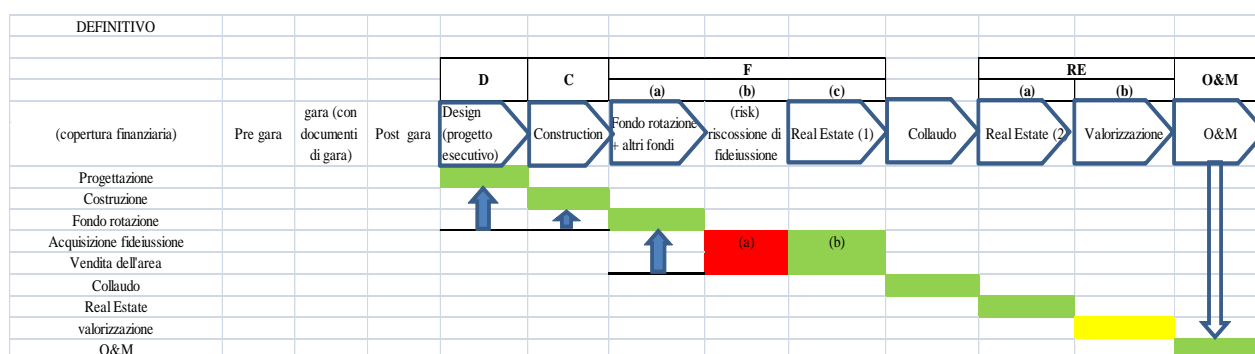 DEFINITIVO
D
C
F
RE
O&M
(a)
(b)
(c)
(a)
(b)
(copertura finanziaria)
Pre gara
gara (con
documenti
di gara)
Post gara
Design
(progetto
esecutivo)
Construction
Fondo rotazione
+ altri fondi
(risk)
riscossione di
fideiussione
Real Estate (1)
Collaudo
Real Estate (2
Valorizzazione
O&M
Progettazione
Costruzione
Fondo rotazione
Acquisizione fideiussione
(a)
(b)
Vendita dell'area
Collaudo
Real Estate
valorizzazione
O&M